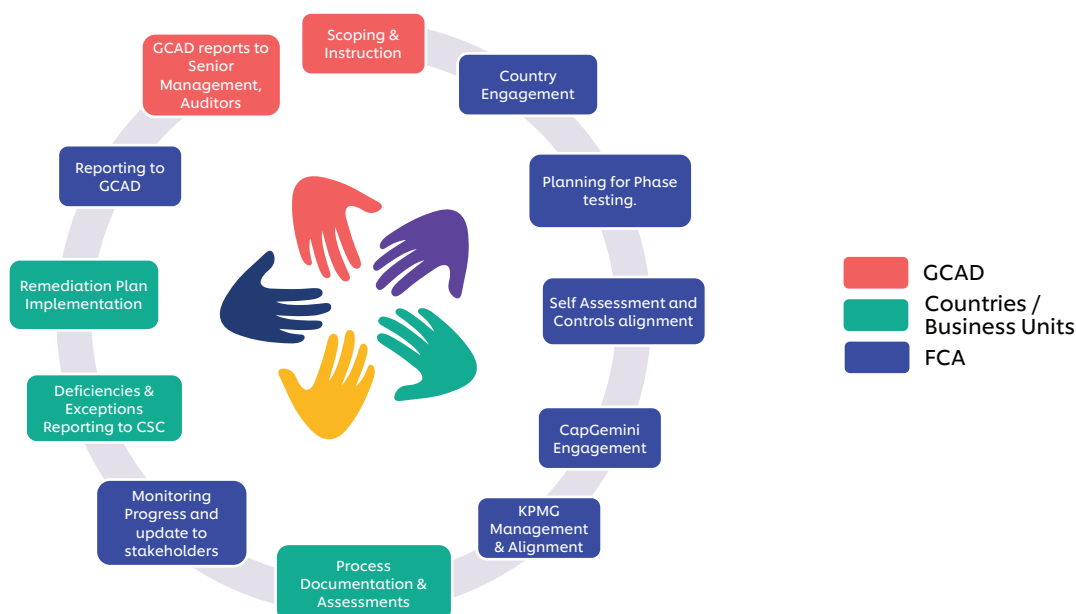 Scoping &
Instruction
Country
Engagement
Planning for Phase
testing.
Self Assessment and
Controls alignment
CapGemini
Engagement
KPMG
Management
& Alignment
Process
Documentation &
Assessments
Monitoring
Progress and
update to
stakeholders
Deficiencies &
Exceptions
Reporting to CSC
Remediation Plan
Implementation
Reporting to
GCAD
GCAD reports to
Senior
Management,
Auditors
GCAD
Countries /
Business Units
FCA